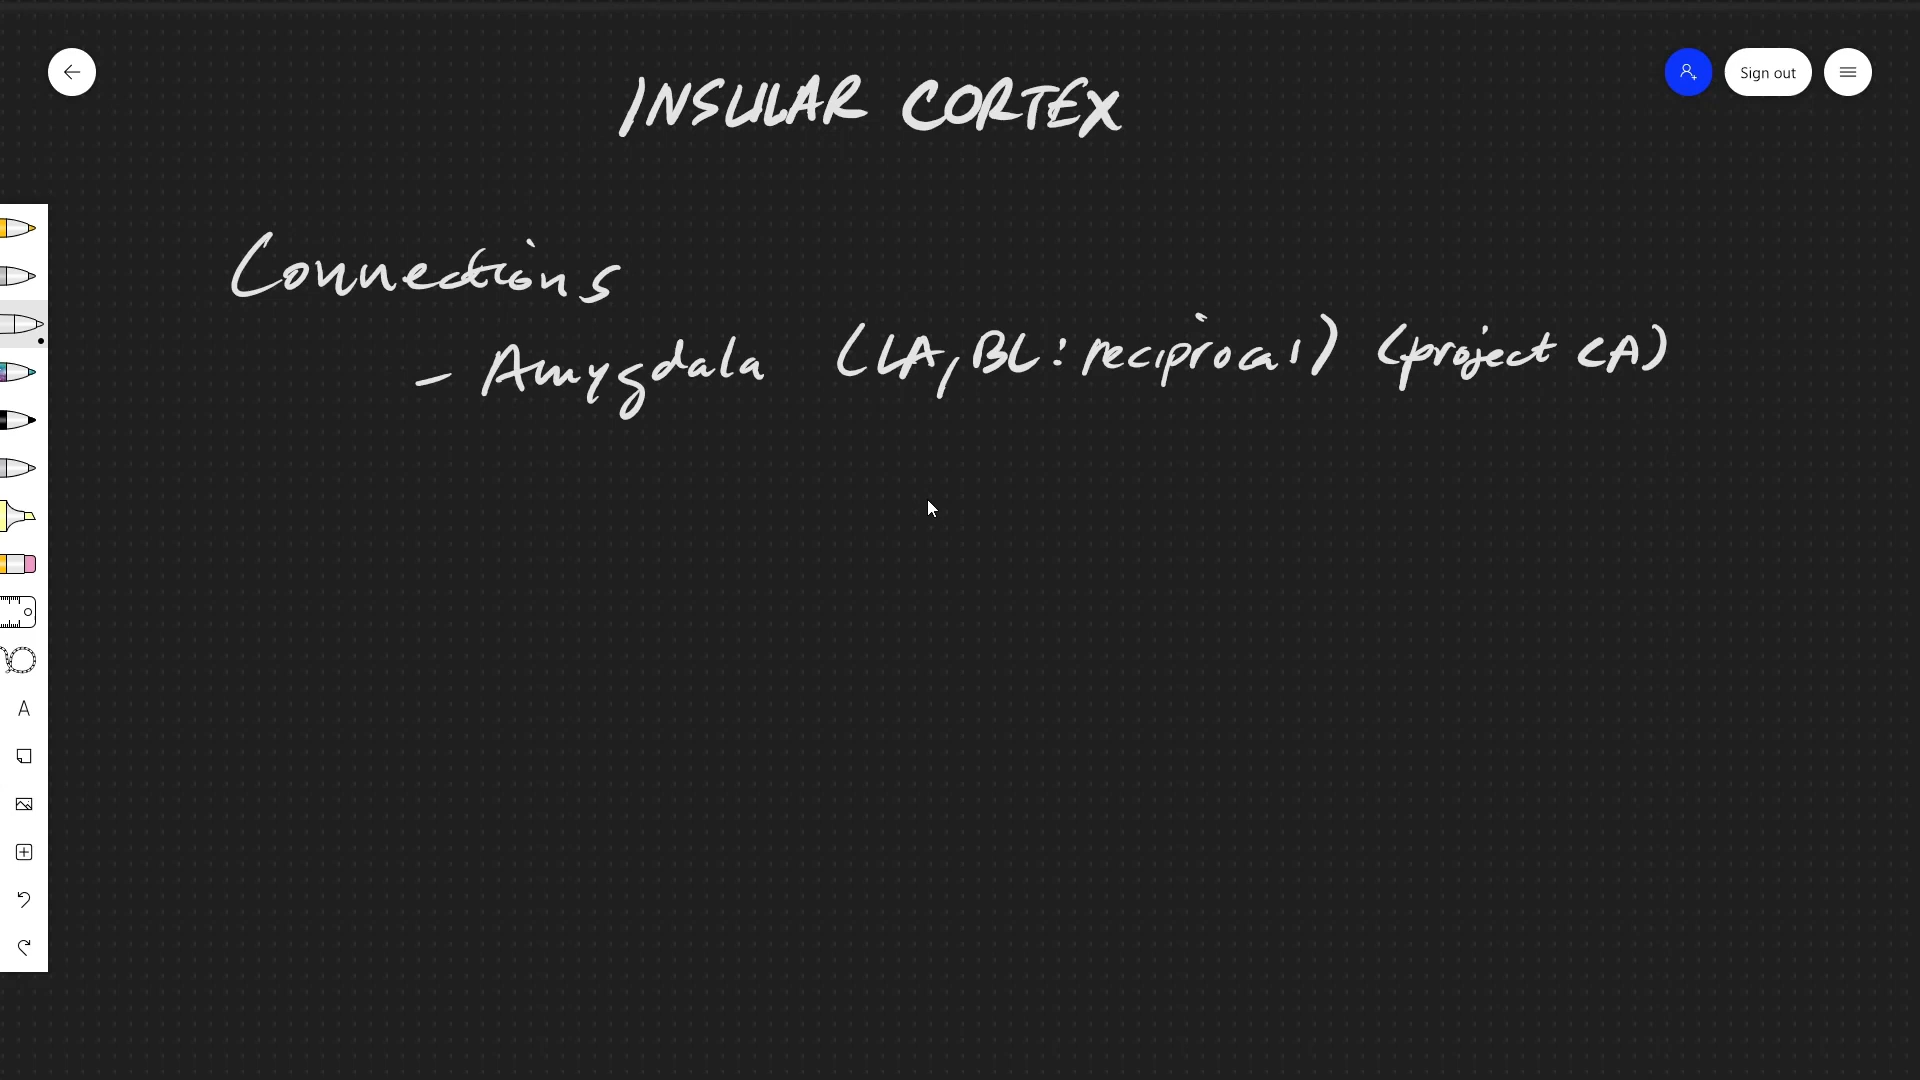 INSULAR CORTEX
Sign out
Connections
- Amygdala (LA, BL: reciprocal) (project CA)
A